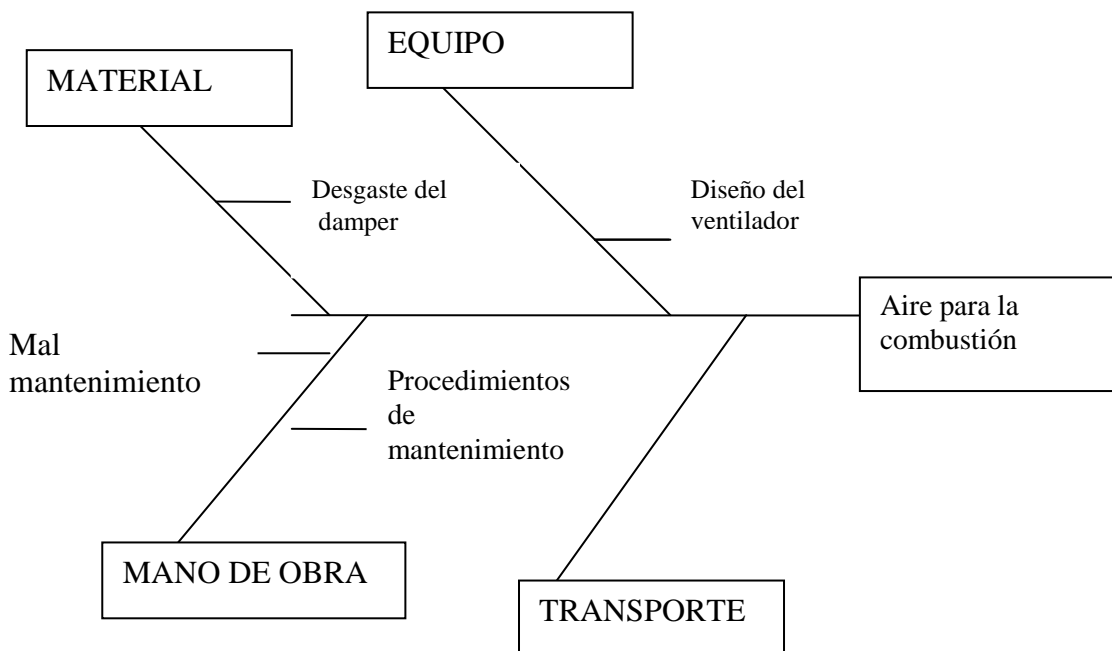 EQUIPO
MATERIAL
Desgaste del
damper
Diseño del
ventilador
Aire para la
combustión
Mal
mantenimiento
Procedimientos
de
mantenimiento
MANO DE OBRA
TRANSPORTE